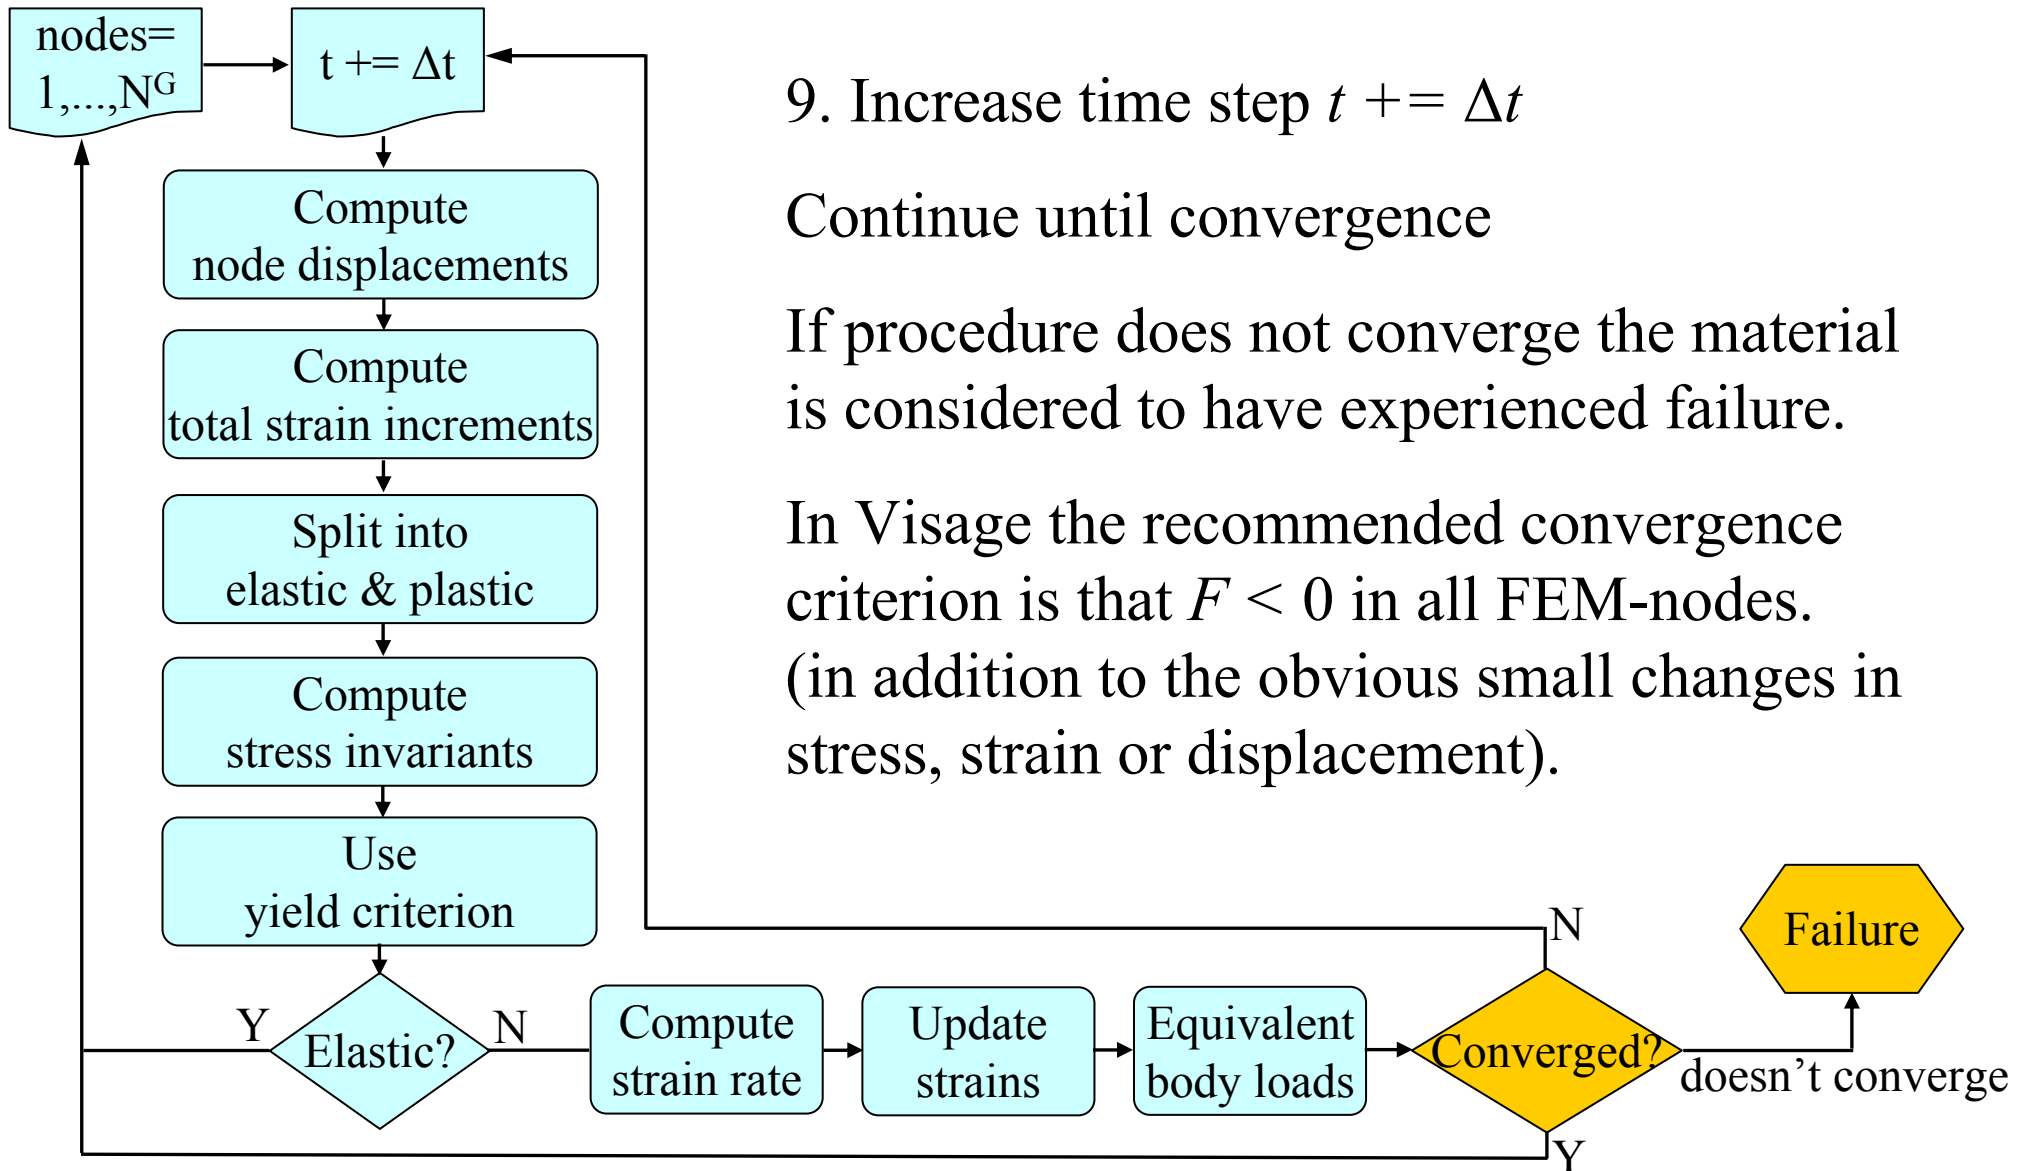 nodes=
1,...,N^G
t += Δt
Compute
node displacements
Compute
total strain increments
Split into
elastic & plastic
Compute
stress invariants
Use
yield criterion
Y
Elastic?
N
Compute
strain rate
Update
strains
Equivalent
body loads
Converged?
N
Y
doesn’t converge
Failure
9. Increase time step t += Δt
Continue until convergence
If procedure does not converge the material
is considered to have experienced failure.
In Visage the recommended convergence
criterion is that F < 0 in all FEM-nodes.
(in addition to the obvious small changes in
stress, strain or displacement).